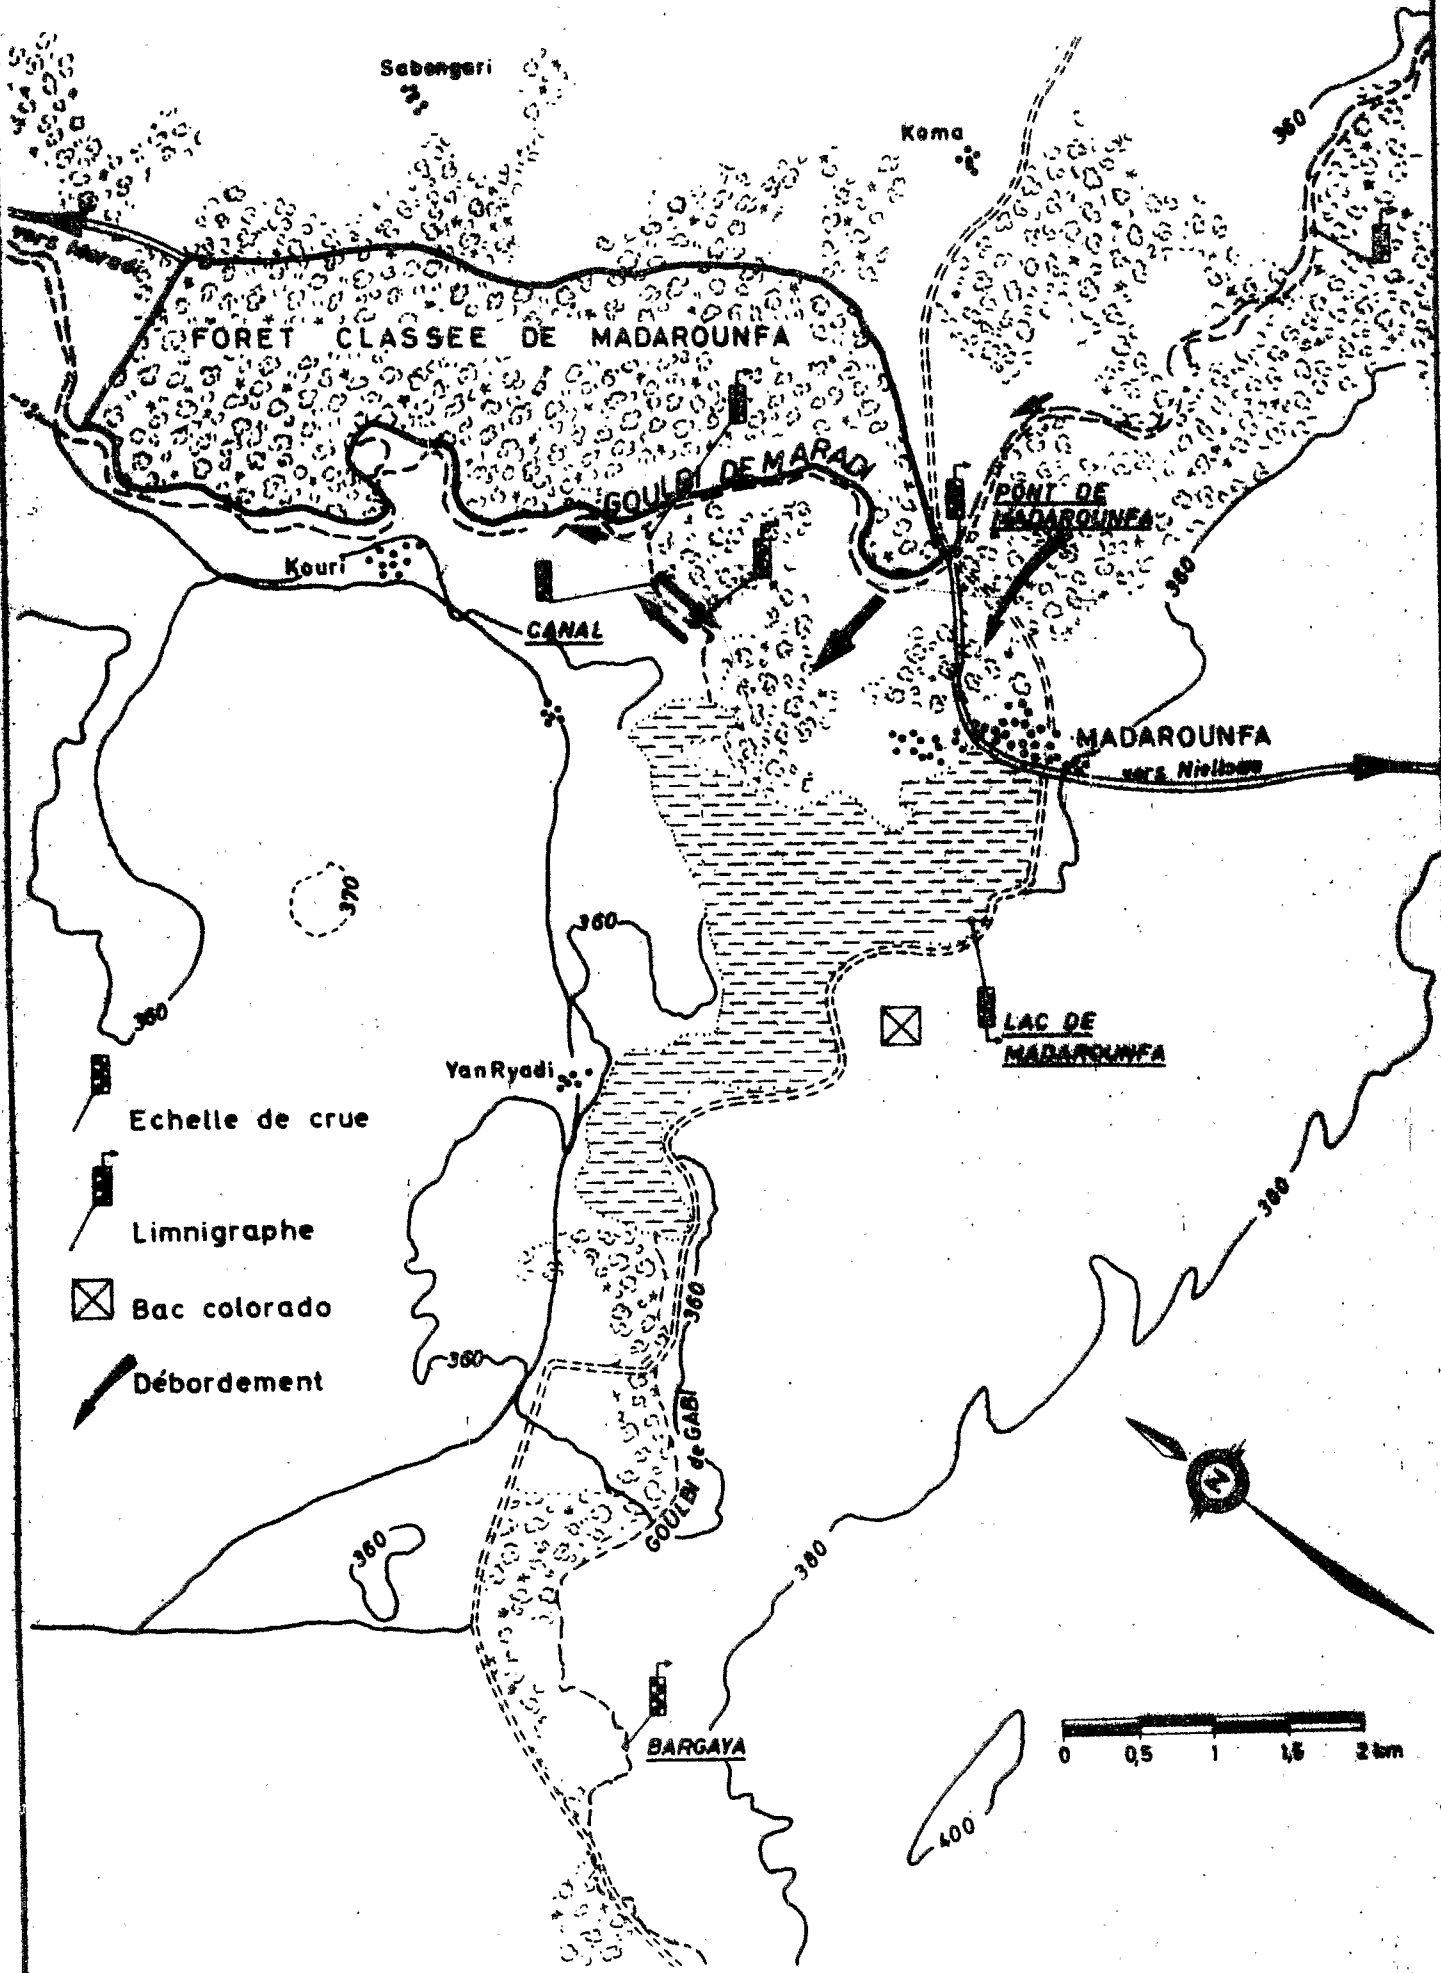 Sabongari
Koma
360
vers Maradi
FORET CLASSEE DE MADAROUNFA
GOULBI DE MARADI
PONT DE
MADAROUNFA
360
Kouri
CANAL
MADAROUNFA
vers Niellowa
370
360
360
LAC DE
MADAROUNFA
Yan Ryadi
Echelle de crue
Limnigraphe
Bac colorado
Débordement
380
360
360
GOULBI de GABI
N
360
380
BARGAYA
0 0,5 1 1,5 2 km
400